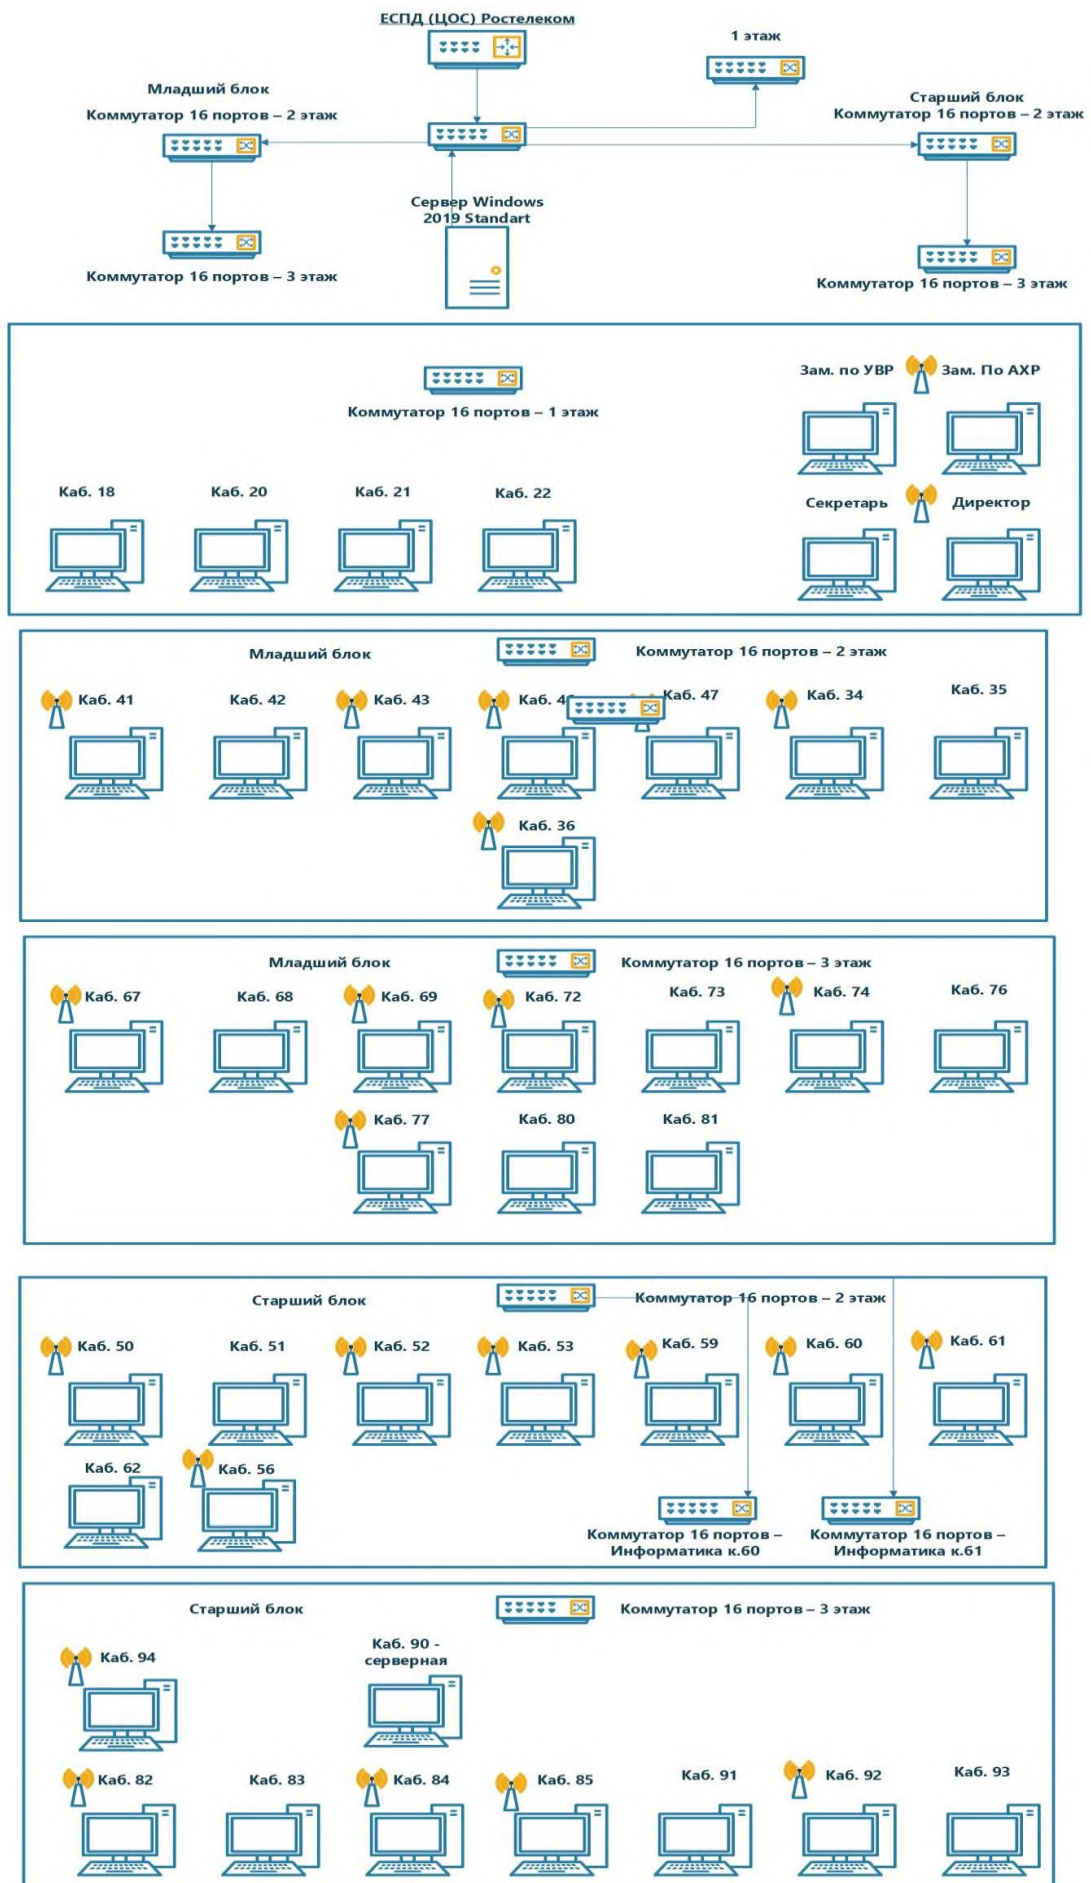 ЕСПД (ЦОС) Ростелеком
1 этаж
Младший блок
Коммутатор 16 портов – 2 этаж
Старший блок
Коммутатор 16 портов – 2 этаж
Сервер Windows
2019 Standart
Коммутатор 16 портов – 3 этаж
Коммутатор 16 портов – 3 этаж
Зам. по УВР
Зам. По АХР
Коммутатор 16 портов – 1 этаж
Каб. 18
Каб. 20
Каб. 21
Каб. 22
Секретарь
Директор
Младший блок
Коммутатор 16 портов – 2 этаж
Каб. 41
Каб. 42
Каб. 43
Каб.
Каб. 47
Каб. 34
Каб. 35
Каб. 36
Младший блок
Коммутатор 16 портов – 3 этаж
Каб. 67
Каб. 68
Каб. 69
Каб. 72
Каб. 73
Каб. 74
Каб. 76
Каб. 77
Каб. 80
Каб. 81
Старший блок
Коммутатор 16 портов – 2 этаж
Каб. 50
Каб. 51
Каб. 52
Каб. 53
Каб. 59
Каб. 60
Каб. 61
Каб. 62
Каб. 56
Коммутатор 16 портов –
Информатика к.60
Коммутатор 16 портов –
Информатика к.61
Старший блок
Коммутатор 16 портов – 3 этаж
Каб. 94
Каб. 90 -
серверная
Каб. 82
Каб. 83
Каб. 84
Каб. 85
Каб. 91
Каб. 92
Каб. 93